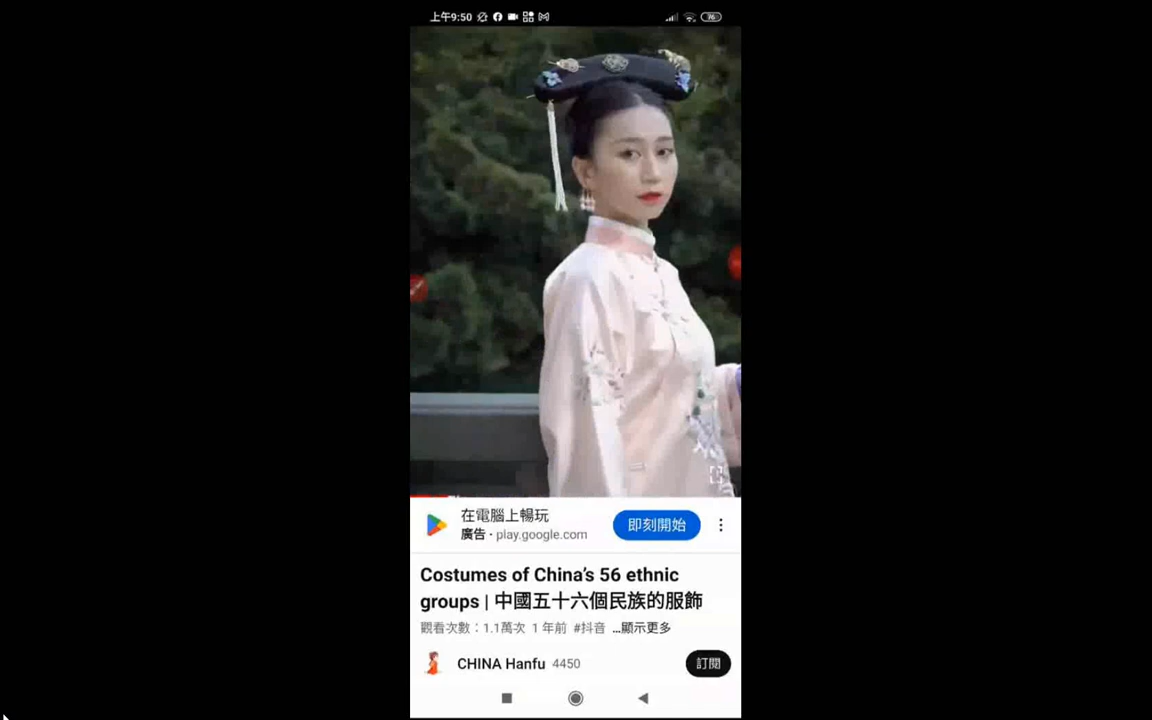 上午9:50
76
在電腦上暢玩
廣告・play.google.com
即刻開始
Costumes of China's 56 ethnic
groups | 中國五十六個民族的服飾
觀看次數：1.1萬次 1 年前 #抖音 ...顯示更多
CHINA Hanfu 4450
訂閱